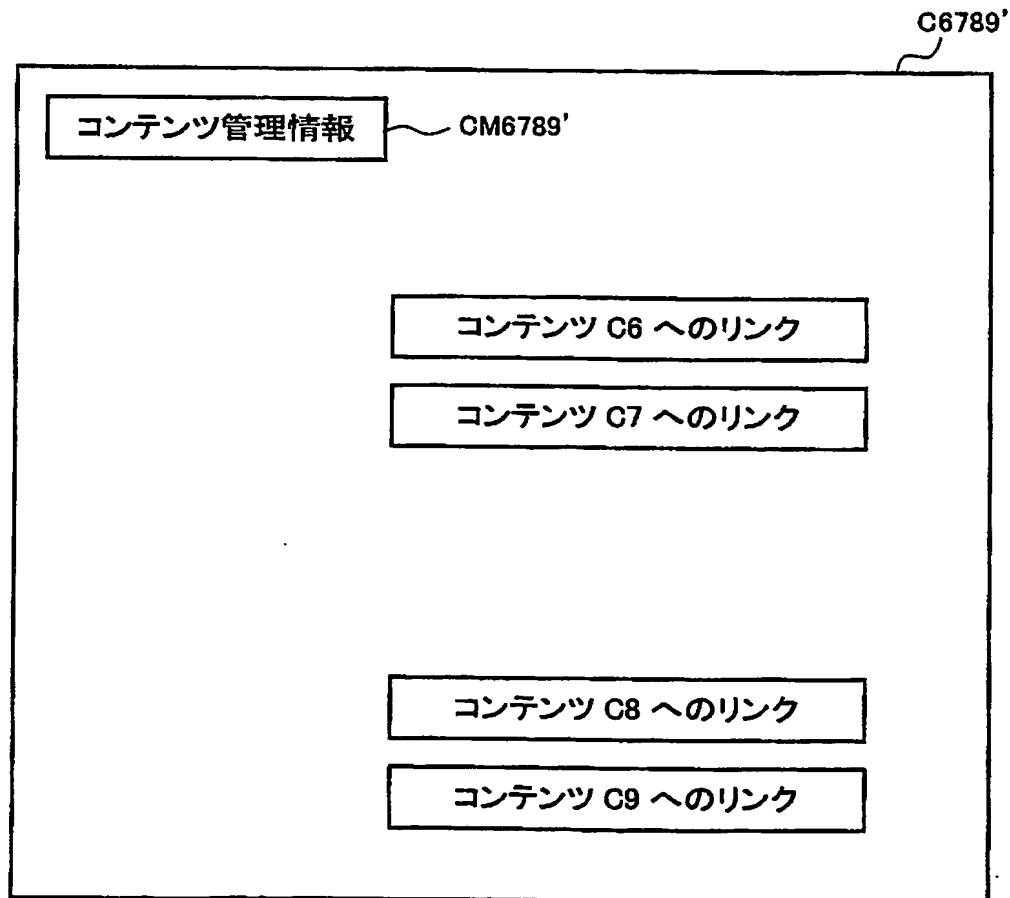 C6789'
コンテンツ管理情報
CM6789'
コンテンツ C6 へのリンク
コンテンツ C7 へのリンク
コンテンツ C8 へのリンク
コンテンツ C9 へのリンク